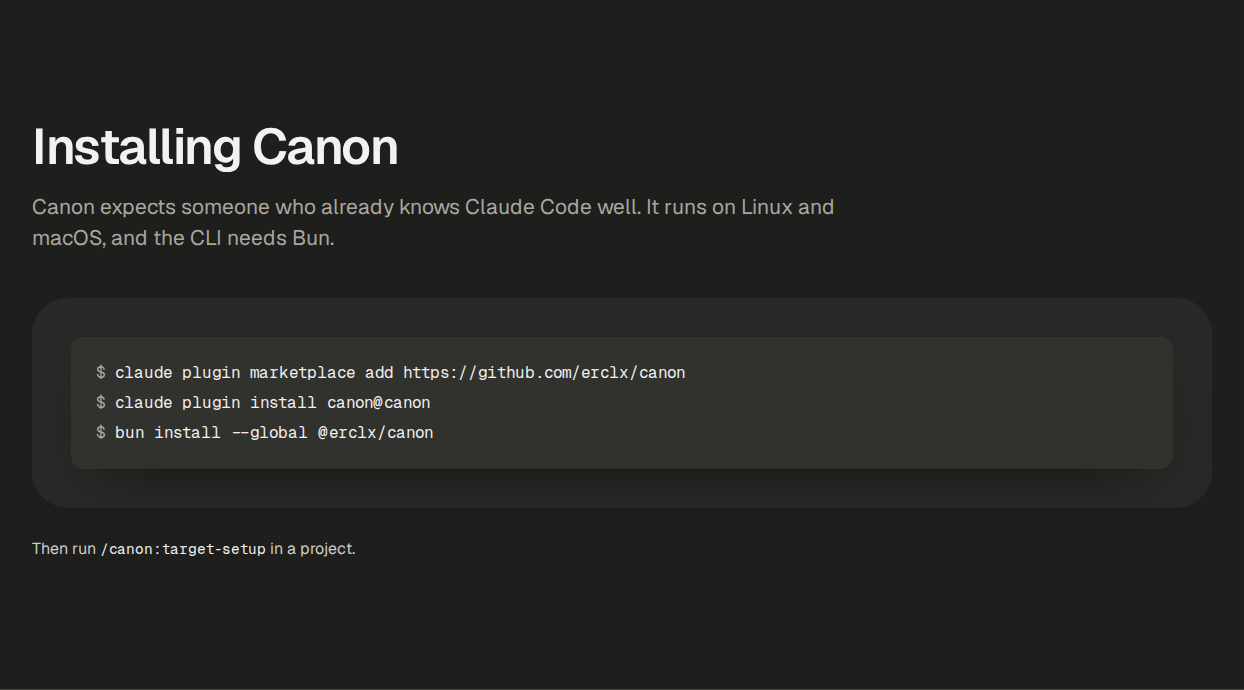 Installing Canon
Canon expects someone who already knows Claude Code well. It runs on Linux and
macOS, and the CLI needs Bun.
$ claude plugin marketplace add https://github.com/erclx/canon
$ claude plugin install canon@canon
$ bun install --global @erclx/canon
Then run /canon:target-setup in a project.